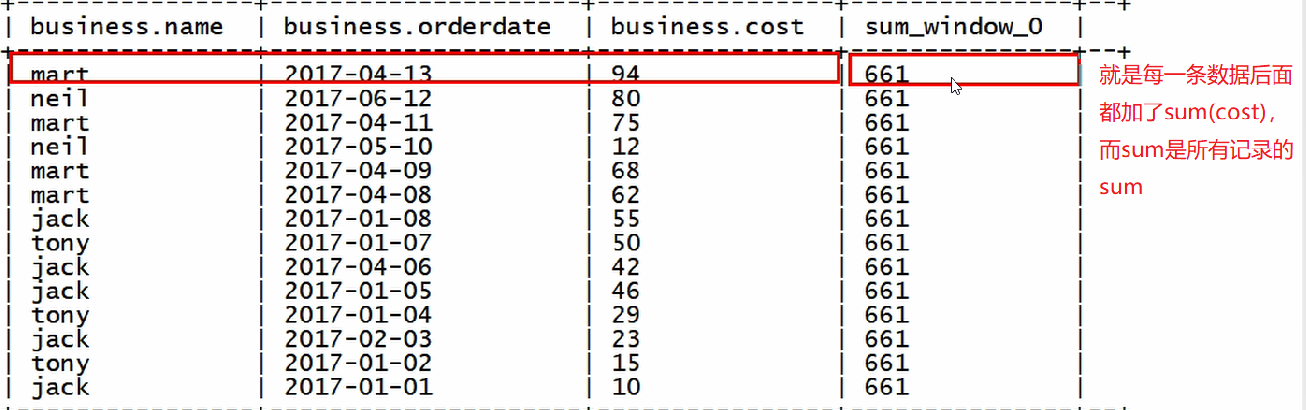 business.name | business.orderdate | business.cost | sum_window_0 |
mart | 2017-04-13 | 94 | 661 |
neil | 2017-06-12 | 80 | 661 |
mart | 2017-04-11 | 75 | 661 |
neil | 2017-05-10 | 12 | 661 |
mart | 2017-04-09 | 68 | 661 |
mart | 2017-04-08 | 62 | 661 |
jack | 2017-01-08 | 55 | 661 |
tony | 2017-01-07 | 50 | 661 |
jack | 2017-04-06 | 42 | 661 |
jack | 2017-01-05 | 46 | 661 |
tony | 2017-01-04 | 29 | 661 |
jack | 2017-02-03 | 23 | 661 |
tony | 2017-01-02 | 15 | 661 |
jack | 2017-01-01 | 10 | 661 |
就是每一条数据后面
都加了sum(cost)，
而sum是所有记录的
sum